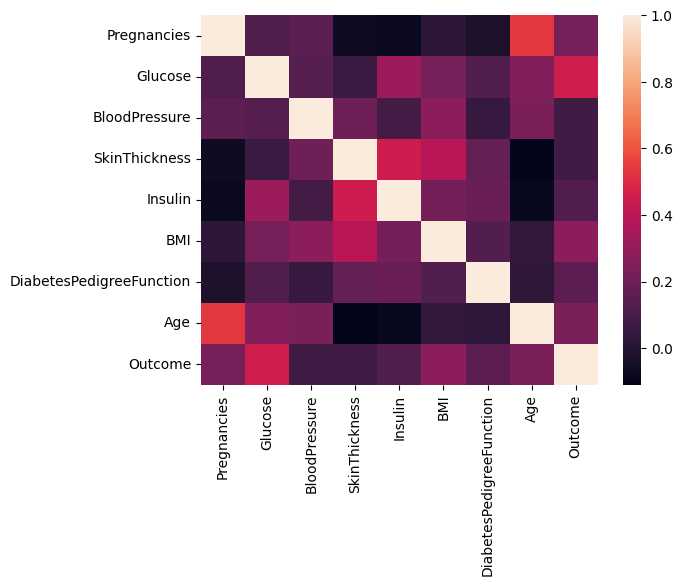 Pregnancies
Glucose
BloodPressure
SkinThickness
Insulin
BMI
DiabetesPedigreeFunction
Age
Outcome
Pregnancies
Glucose
BloodPressure
SkinThickness
Insulin
BMI
DiabetesPedigreeFunction
Age
Outcome
1.0
0.8
0.6
0.4
0.2
0.0